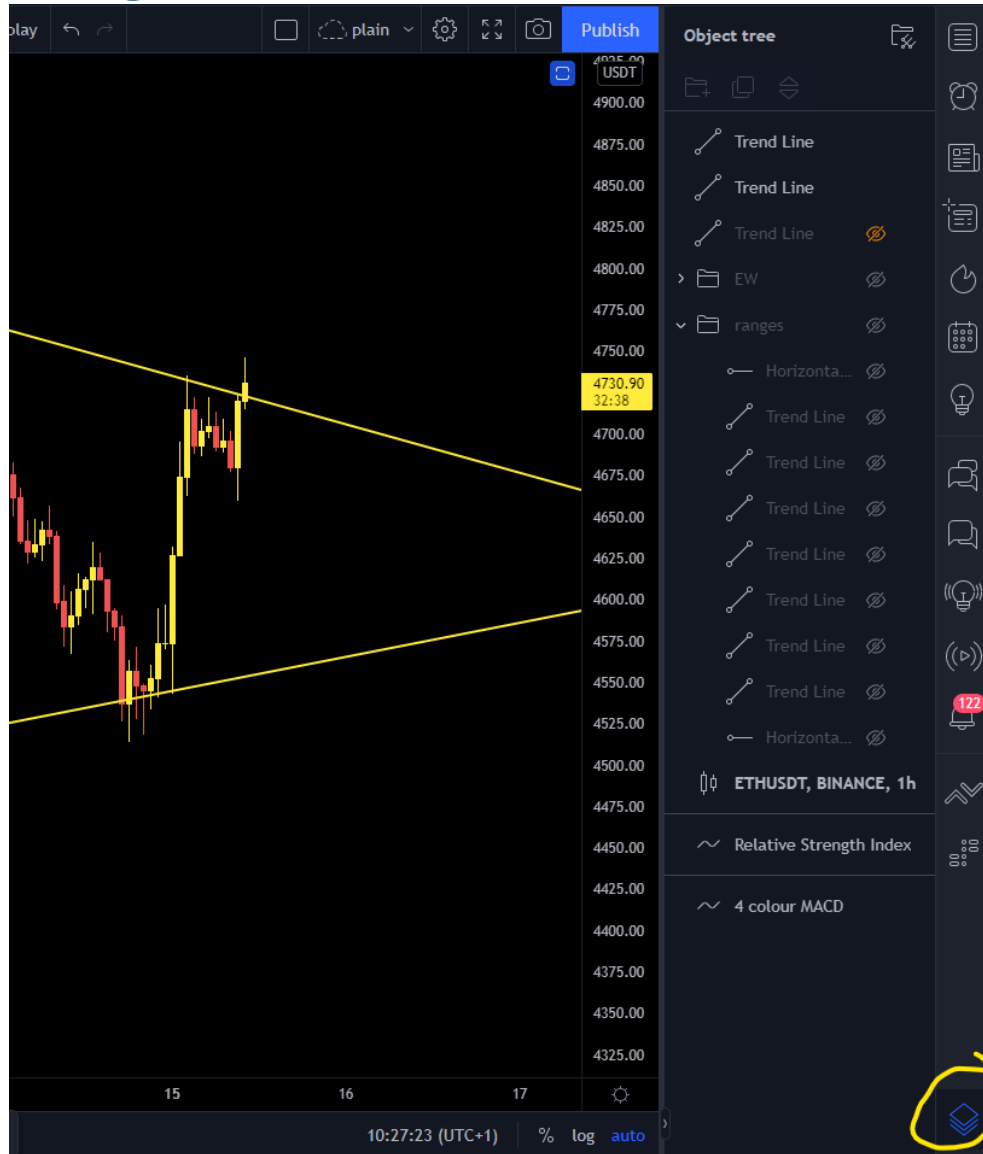 play
plain
Publish
Object tree
4925.00
USDT
4900.00
4875.00
4850.00
4825.00
4800.00
4775.00
4750.00
4730.90
32:38
4700.00
4675.00
4650.00
4625.00
4600.00
4575.00
4550.00
4525.00
4500.00
4475.00
4450.00
4425.00
4400.00
4375.00
4350.00
4325.00
15 16 17
10:27:23 (UTC+1) % log auto
Trend Line
Trend Line
Trend Line
EW
ranges
Horizonta...
Trend Line
Trend Line
Trend Line
Trend Line
Trend Line
Trend Line
Trend Line
Horizonta...
ETHUSDT, BINANCE, 1h
Relative Strength Index
4 colour MACD
122